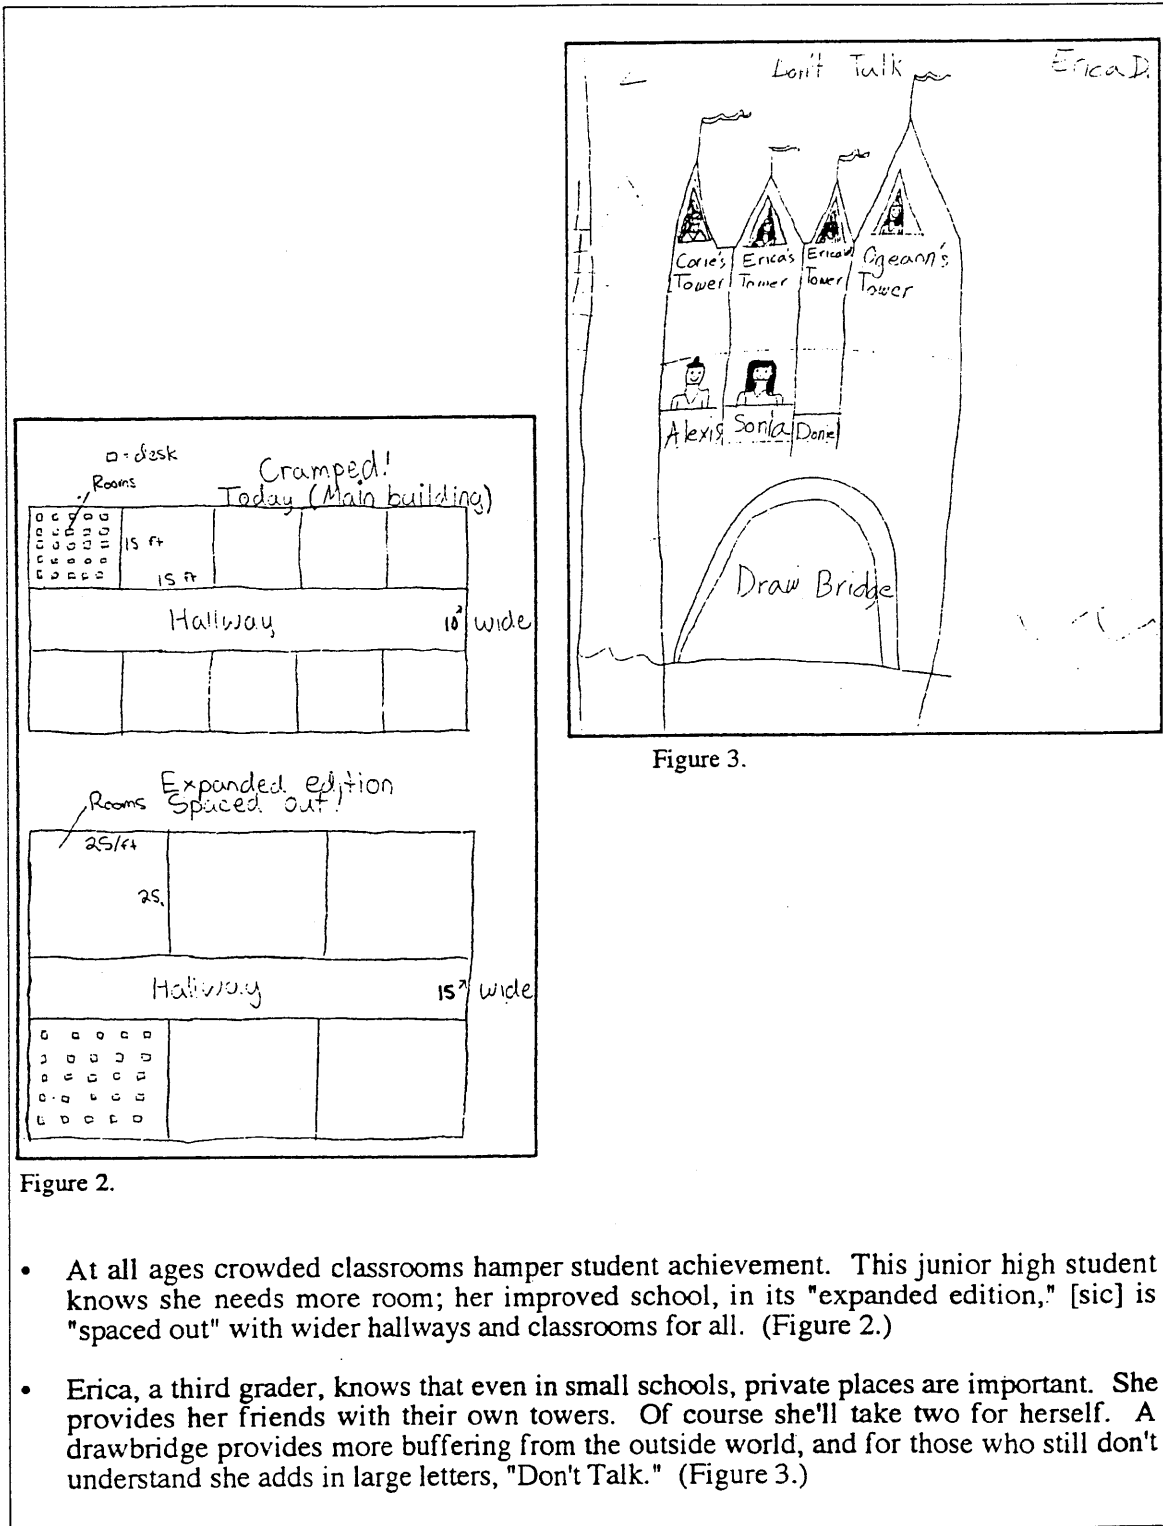 Don't Talk
Erica D.
Corie's
Tower
Erica's
Tower
Erica's
Tower
Ogeann's
Tower
Alexis
Sonia
Daniel
Draw Bridge
Figure 3.
▫ = desk
Rooms
Cramped!
Today (Main building)
15 ft
15 ft
Hallway
10' wide
Expanded edition
Rooms
Spaced out!
25/ft
25.
Hallway
15' wide
Figure 2.
• At all ages crowded classrooms hamper student achievement. This junior high student
knows she needs more room; her improved school, in its "expanded edition,." [sic] is
"spaced out" with wider hallways and classrooms for all. (Figure 2.)
• Erica, a third grader, knows that even in small schools, private places are important. She
provides her friends with their own towers. Of course she'll take two for herself. A
drawbridge provides more buffering from the outside world, and for those who still don't
understand she adds in large letters, "Don't Talk." (Figure 3.)